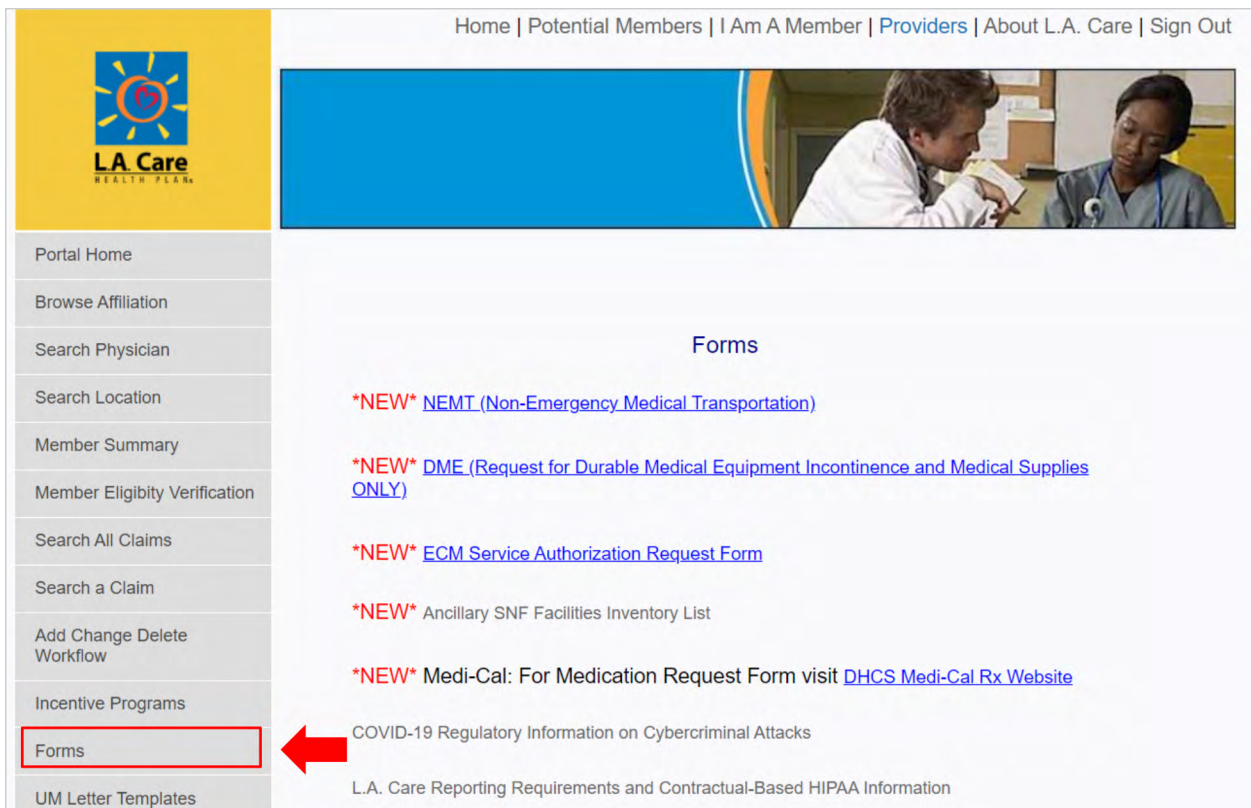 Home | Potential Members | I Am A Member | Providers | About L.A. Care | Sign Out
L.A. Care
HEALTH PLAN®
Portal Home
Browse Affiliation
Search Physician
Search Location
Member Summary
Member Eligibity Verification
Search All Claims
Search a Claim
Add Change Delete
Workflow
Incentive Programs
Forms
UM Letter Templates
Forms
*NEW* NEMT (Non-Emergency Medical Transportation)
*NEW* DME (Request for Durable Medical Equipment Incontinence and Medical Supplies
ONLY)
*NEW* ECM Service Authorization Request Form
*NEW* Ancillary SNF Facilities Inventory List
*NEW* Medi-Cal: For Medication Request Form visit DHCS Medi-Cal Rx Website
COVID-19 Regulatory Information on Cybercriminal Attacks
L.A. Care Reporting Requirements and Contractual-Based HIPAA Information